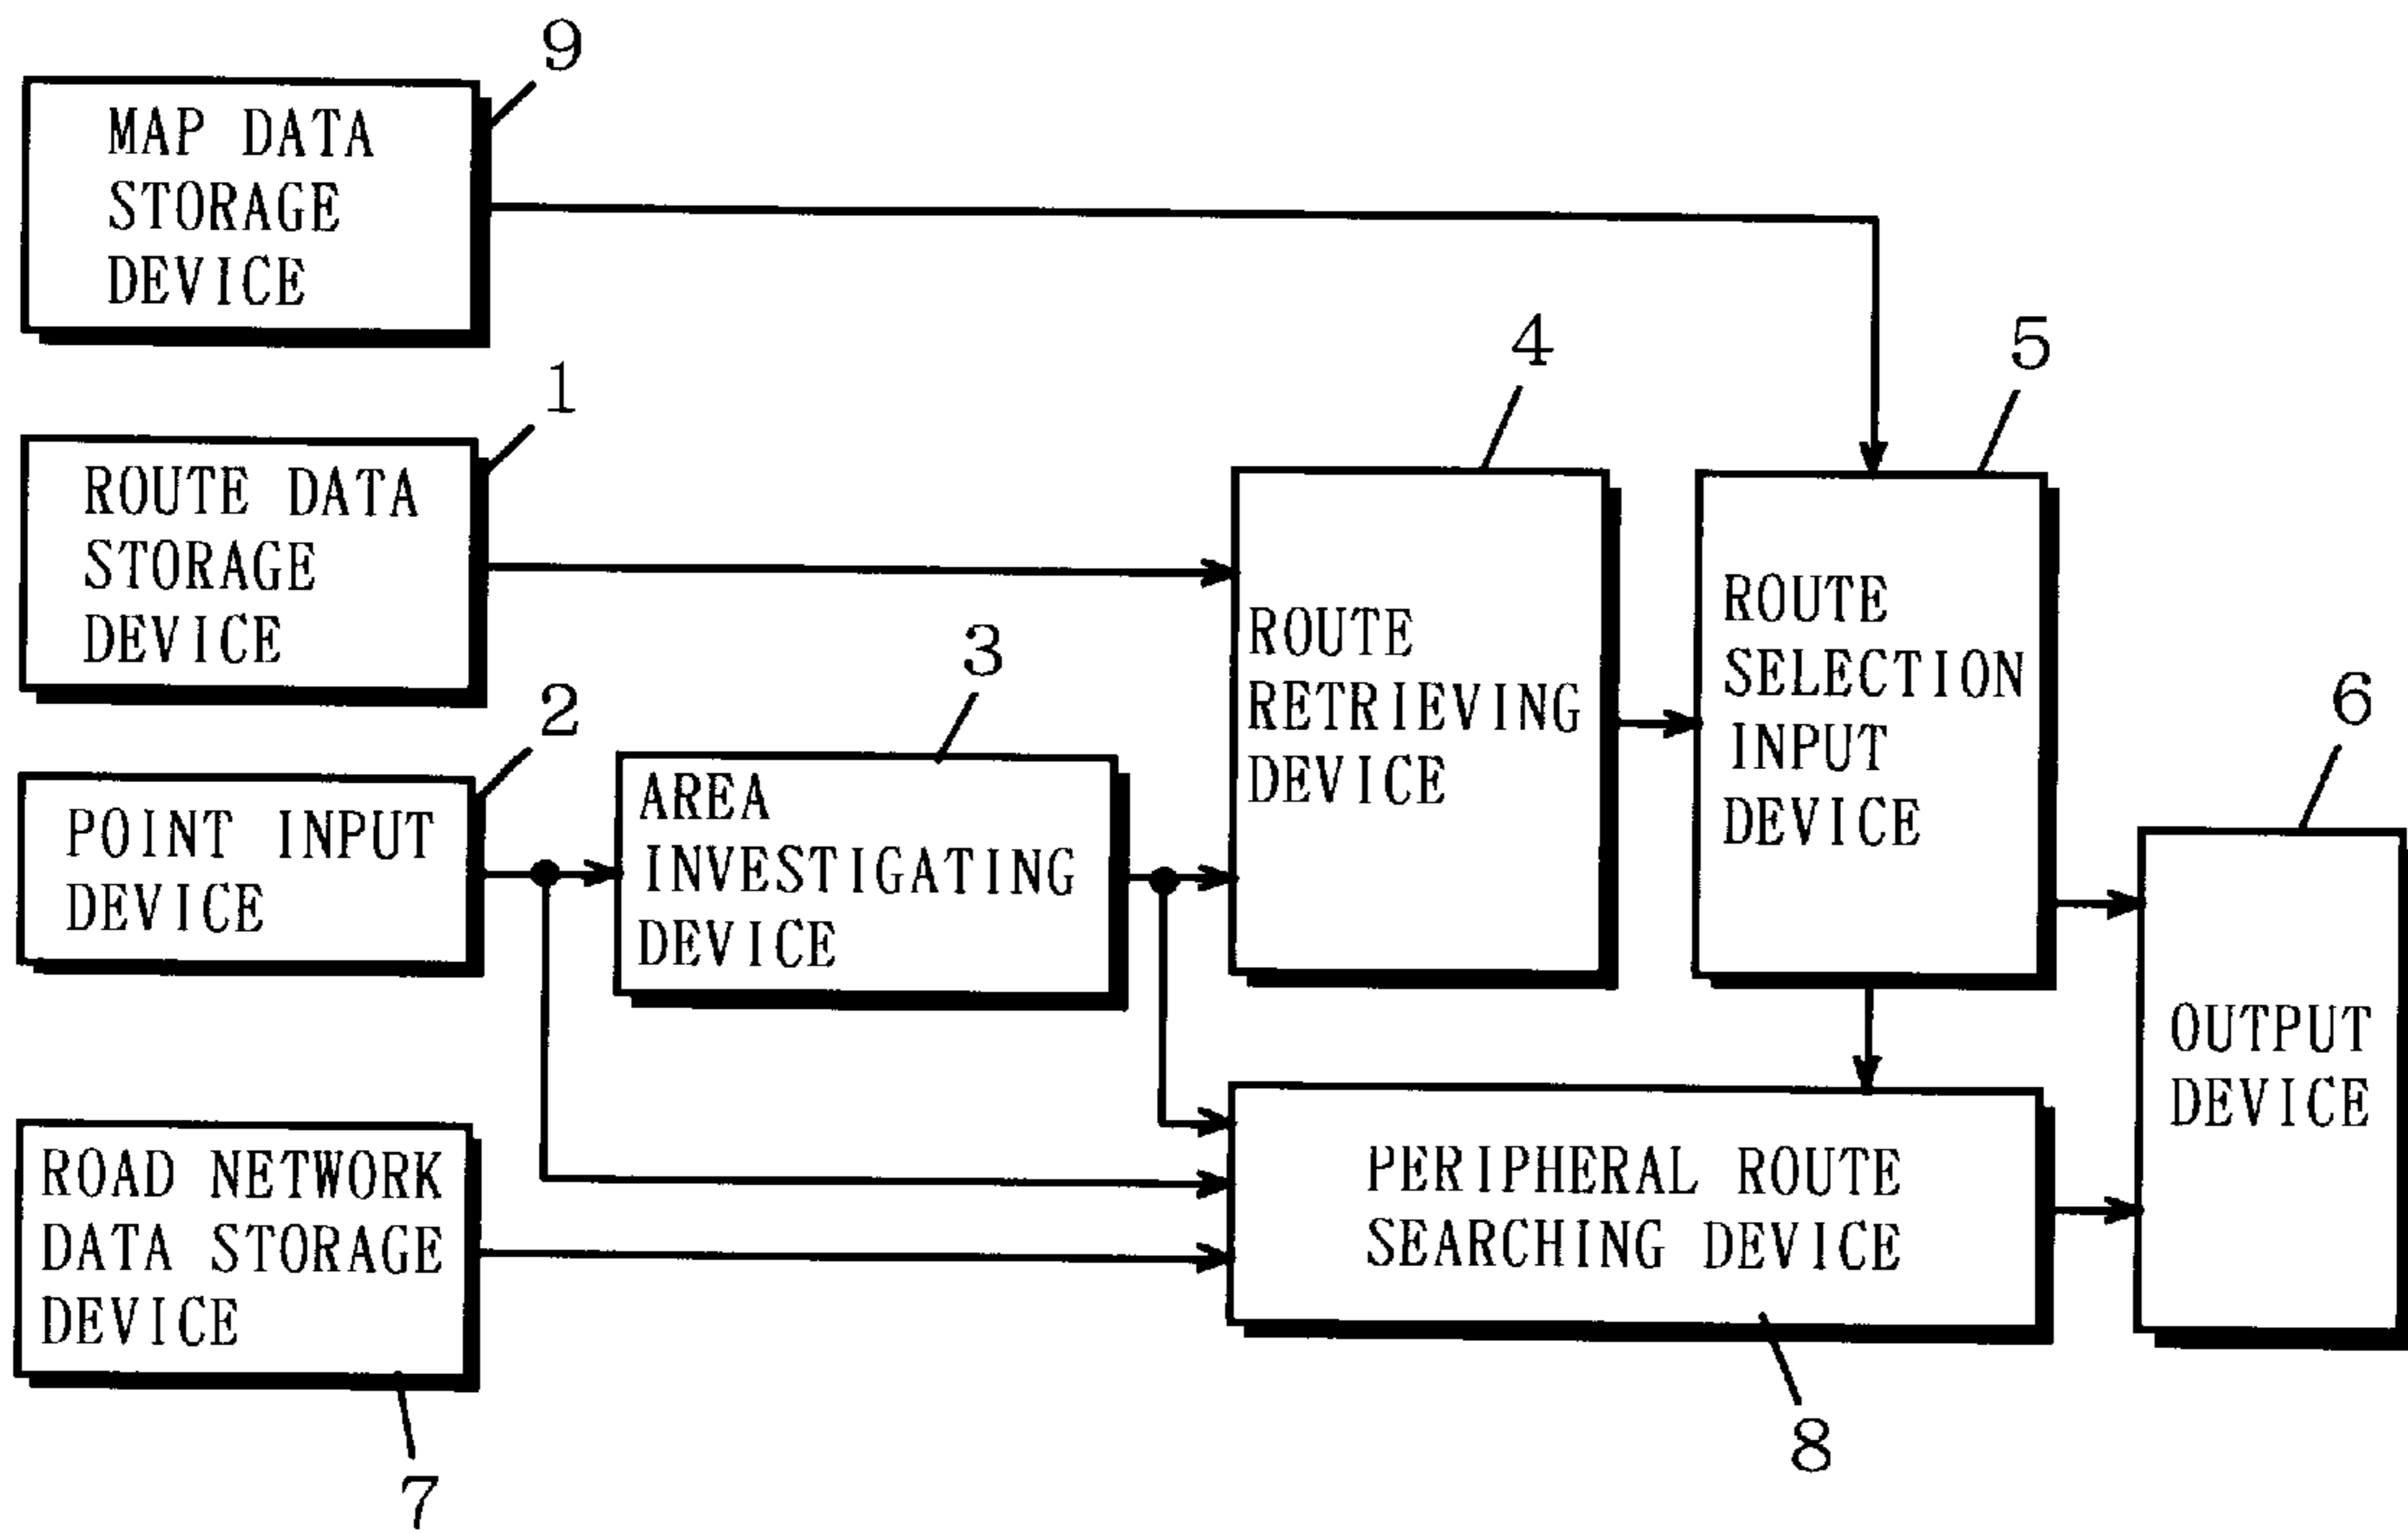 9
MAP DATA
STORAGE
DEVICE
1
ROUTE DATA
STORAGE
DEVICE
2
POINT INPUT
DEVICE
3
AREA
INVESTIGATING
DEVICE
4
ROUTE
RETRIEVING
DEVICE
5
ROUTE
SELECTION
INPUT
DEVICE
6
OUTPUT
DEVICE
ROAD NETWORK
DATA STORAGE
DEVICE
7
PERIPHERAL ROUTE
SEARCHING DEVICE
8